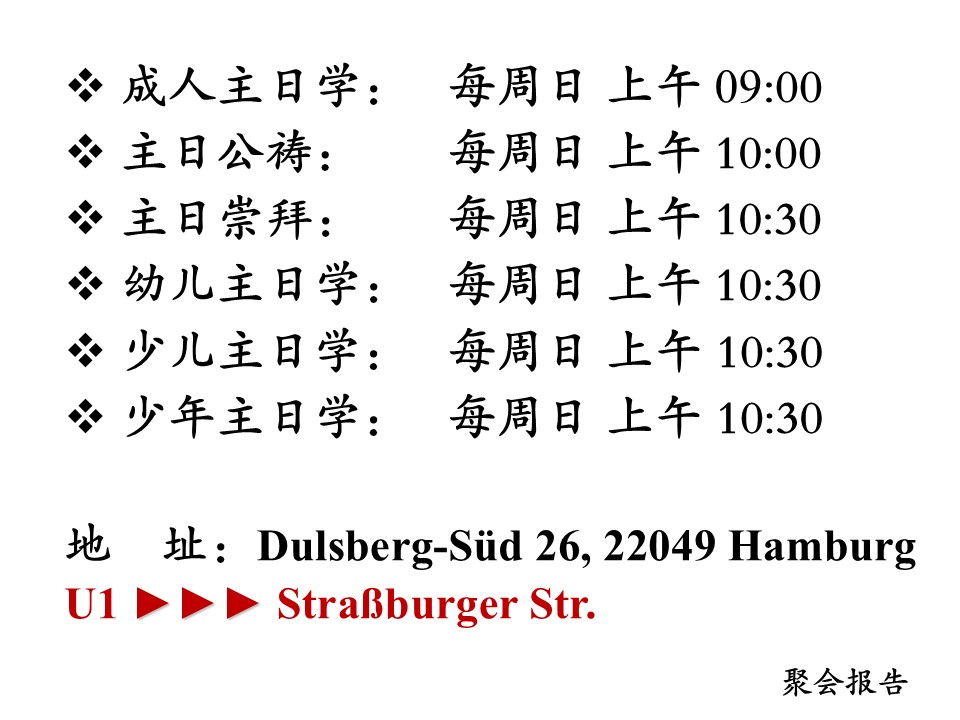 ❖ 成人主日学： 每周日 上午 09:00
❖ 主日公祷： 每周日 上午 10:00
❖ 主日崇拜： 每周日 上午 10:30
❖ 幼儿主日学： 每周日 上午 10:30
❖ 少儿主日学： 每周日 上午 10:30
❖ 少年主日学： 每周日 上午 10:30
地 址：Dulsberg-Süd 26, 22049 Hamburg
U1 ►►► Straßburger Str.
聚会报告